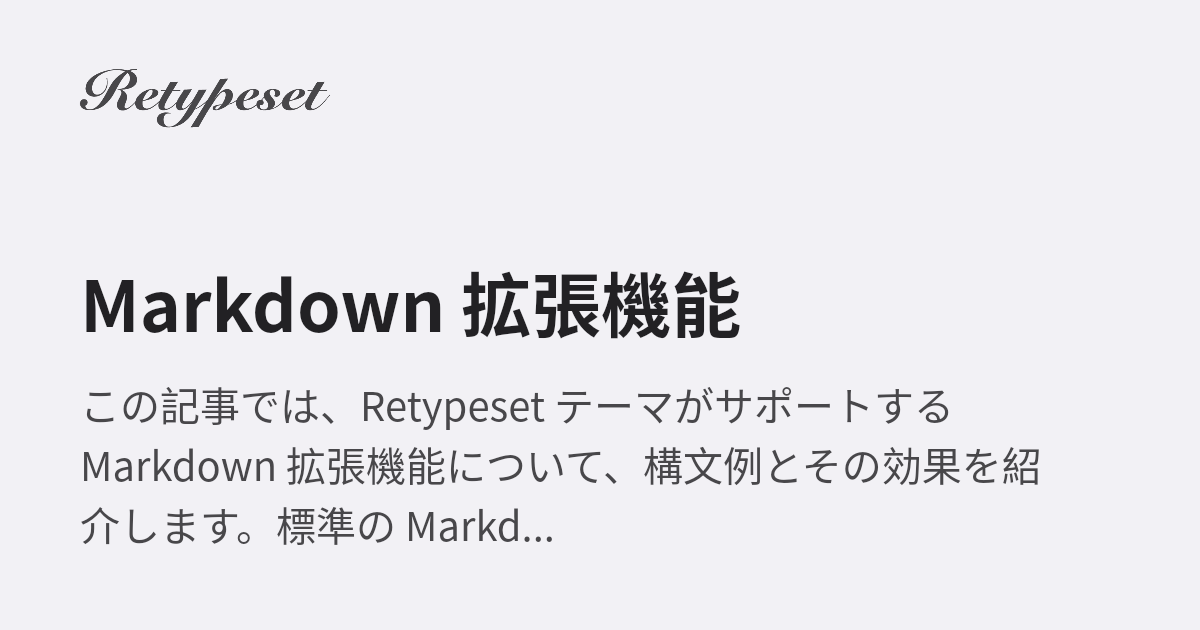 Retypeset
Markdown 拡張機能
この記事では、Retypeset テーマがサポートする
Markdown 拡張機能について、構文例とその効果を紹
介します。標準の Markd...